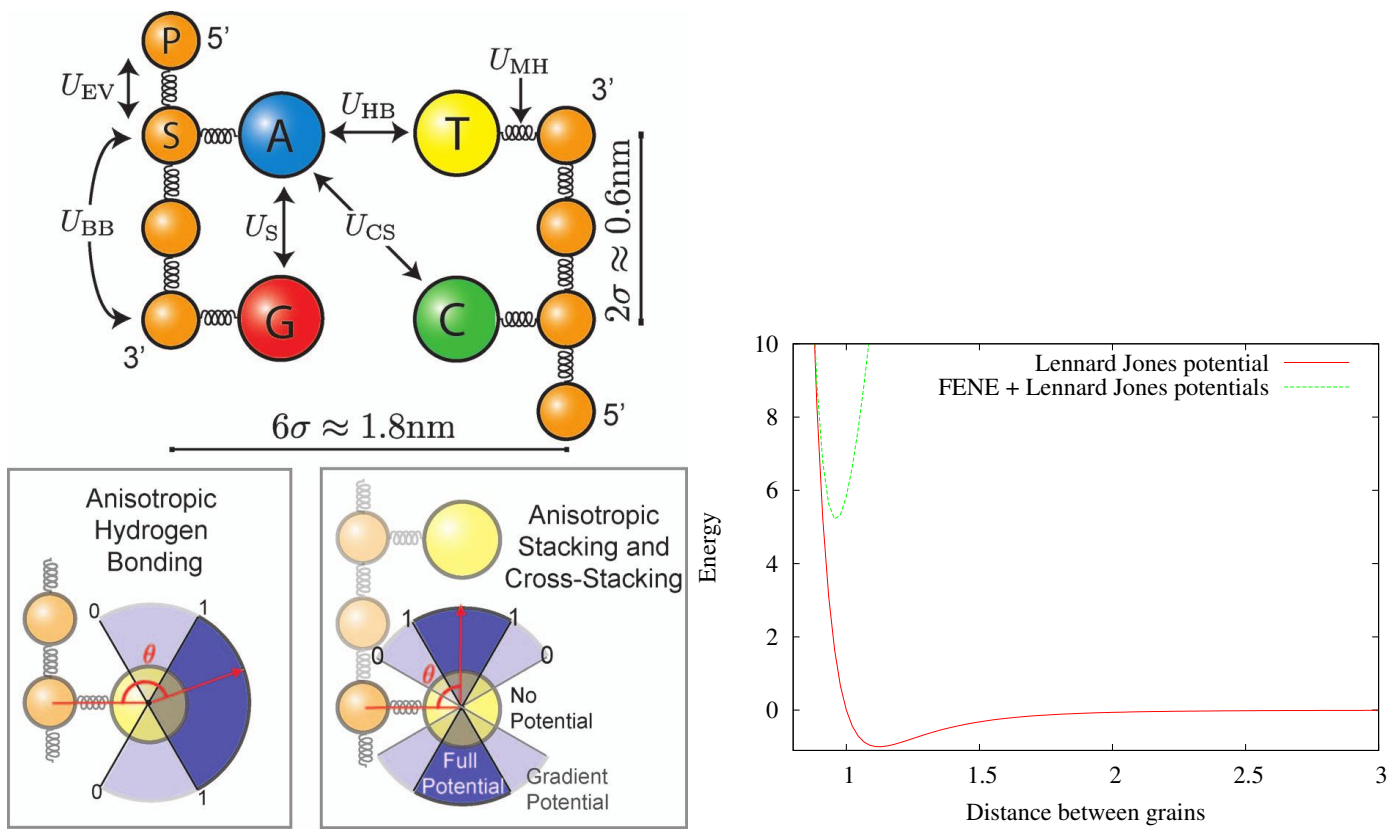 P
5'
U_EV
S
A
U_HB
T
U_MH
3'
U_BB
U_S
U_CS
2σ ≈ 0.6nm
G
C
3'
5'
6σ ≈ 1.8nm
Anisotropic
Hydrogen
Bonding
0
1
θ
0
1
Anisotropic
Stacking and
Cross-Stacking
1
1
0
0
θ
No
Potential
Full
Potential
Gradient
Potential
Lennard Jones potential
FENE + Lennard Jones potentials
10
8
6
4
2
0
Energy
1
1.5
2
2.5
3
Distance between grains